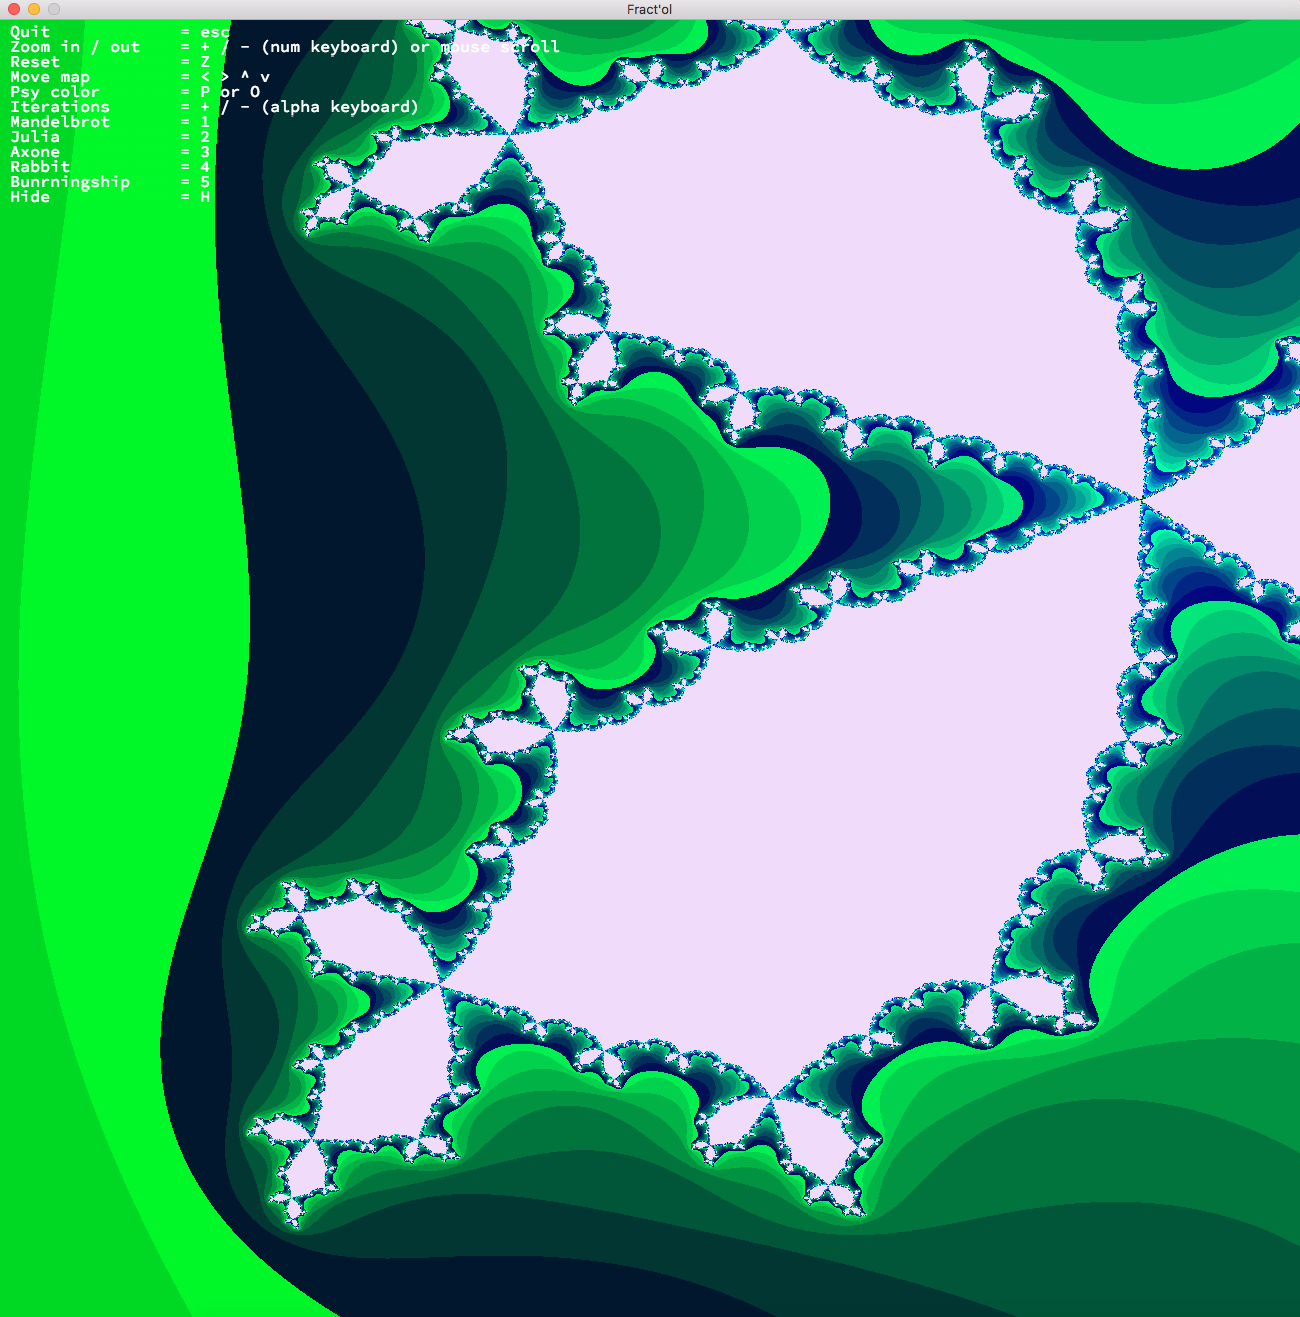 Fract'ol
Quit = esc
Zoom in / out = + / - (num keyboard) or mouse scroll
Reset = Z
Move map = < > ^ v
Psy color = P or O
Iterations = + / - (alpha keyboard)
Mandelbrot = 1
Julia = 2
Axone = 3
Rabbit = 4
Bunrningship = 5
Hide = H